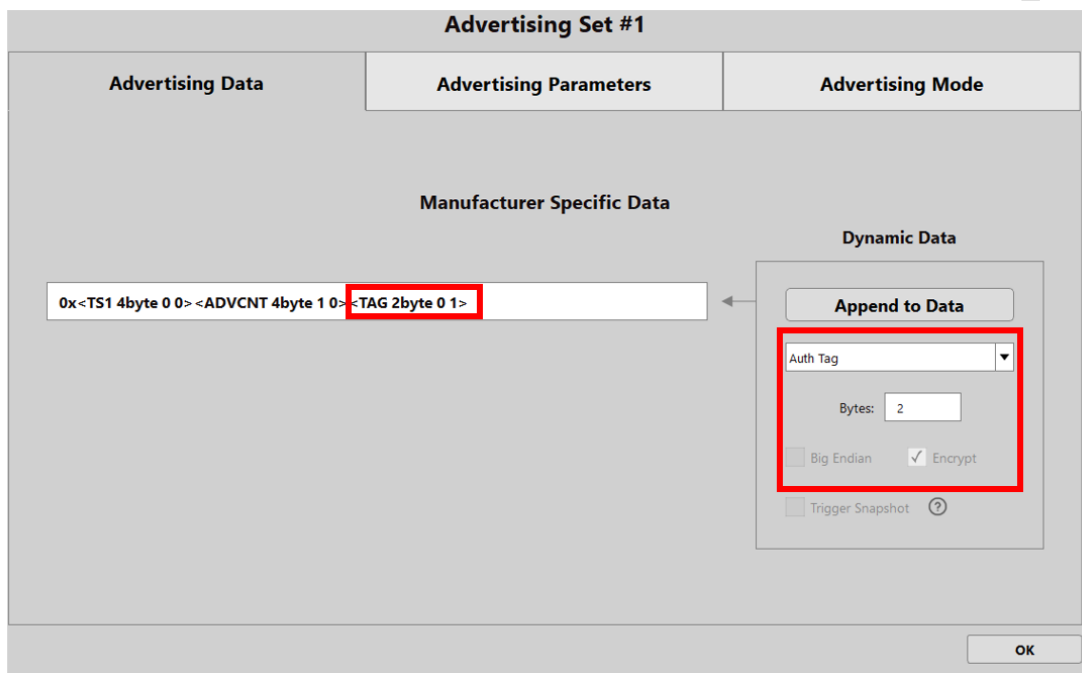 Advertising Set #1
Advertising Data
Advertising Parameters
Advertising Mode
Manufacturer Specific Data
Dynamic Data
0x<TS1 4byte 0 0><ADVCNT 4byte 1 0><TAG 2byte 0 1>
Append to Data
Auth Tag
Bytes: 2
Big Endian
Encrypt
Trigger Snapshot ?
OK